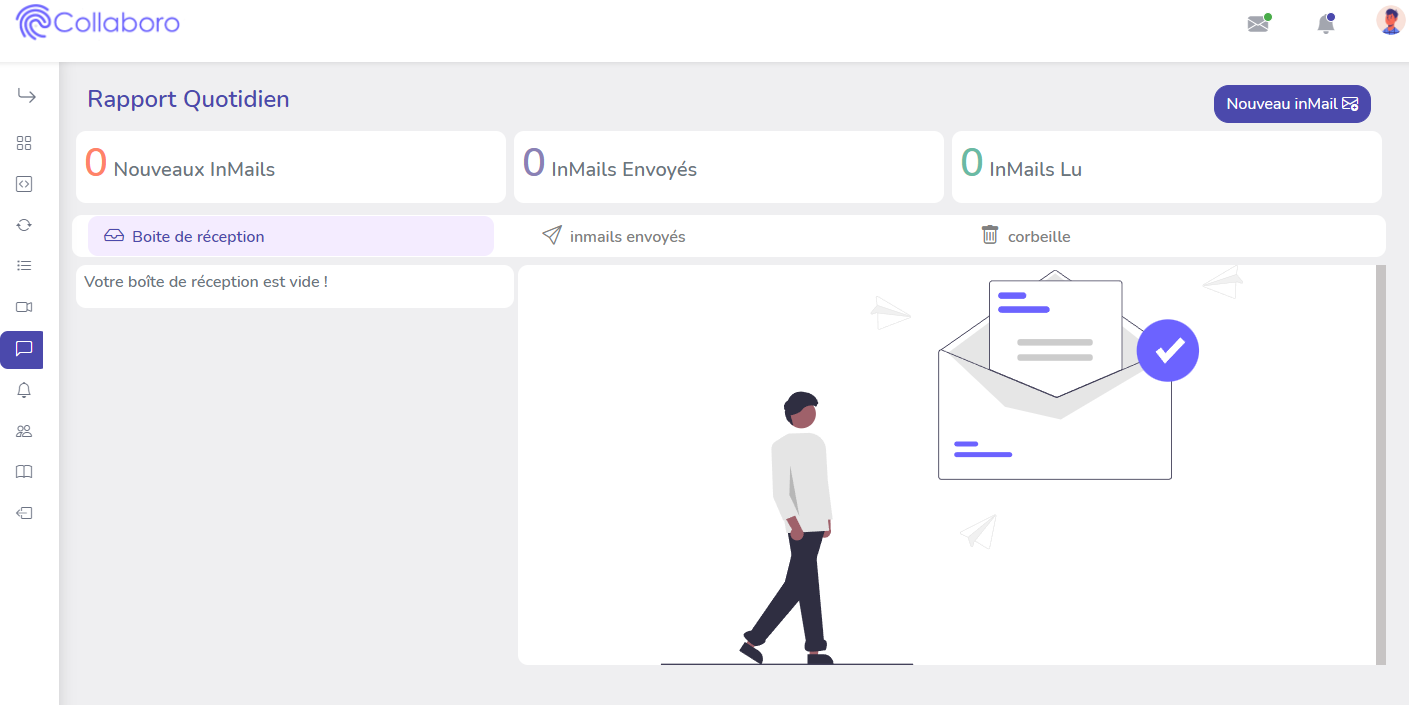 Collaboro
Rapport Quotidien
Nouveau inMail
0 Nouveaux InMails
0 InMails Envoyés
0 InMails Lu
Boite de réception
inmails envoyés
corbeille
Votre boîte de réception est vide !